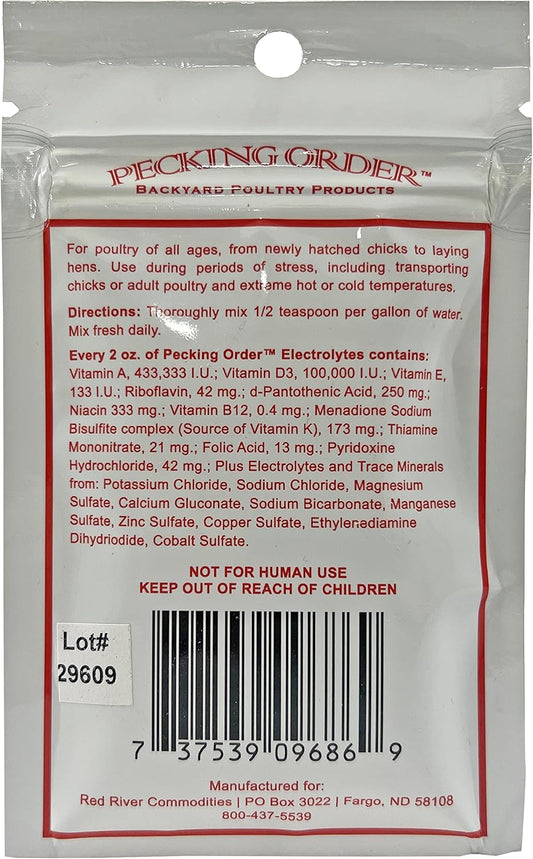 PECKING ORDER™
BACKYARD POULTRY PRODUCTS
For poultry of all ages, from newly hatched chicks to laying
hens. Use during periods of stress, including transporting
chicks or adult poultry and extreme hot or cold temperatures.
Directions: Thoroughly mix 1/2 teaspoon per gallon of water.
Mix fresh daily.
Every 2 oz. of Pecking Order™ Electrolytes contains:
Vitamin A, 433,333 I.U.; Vitamin D3, 100,000 I.U.; Vitamin E,
133 I.U.; Riboflavin, 42 mg.; d-Pantothenic Acid, 250 mg.;
Niacin 333 mg.; Vitamin B12, 0.4 mg.; Menadione Sodium
Bisulfite complex (Source of Vitamin K), 173 mg.; Thiamine
Mononitrate, 21 mg.; Folic Acid, 13 mg.; Pyridoxine
Hydrochloride, 42 mg.; Plus Electrolytes and Trace Minerals
from: Potassium Chloride, Sodium Chloride, Magnesium
Sulfate, Calcium Gluconate, Sodium Bicarbonate, Manganese
Sulfate, Zinc Sulfate, Copper Sulfate, Ethylenediamine
Dihydriodide, Cobalt Sulfate.
NOT FOR HUMAN USE
KEEP OUT OF REACH OF CHILDREN
Lot#
29609
7 37539 09686 9
Manufactured for:
Red River Commodities | PO Box 3022 | Fargo, ND 58108
800-437-5539